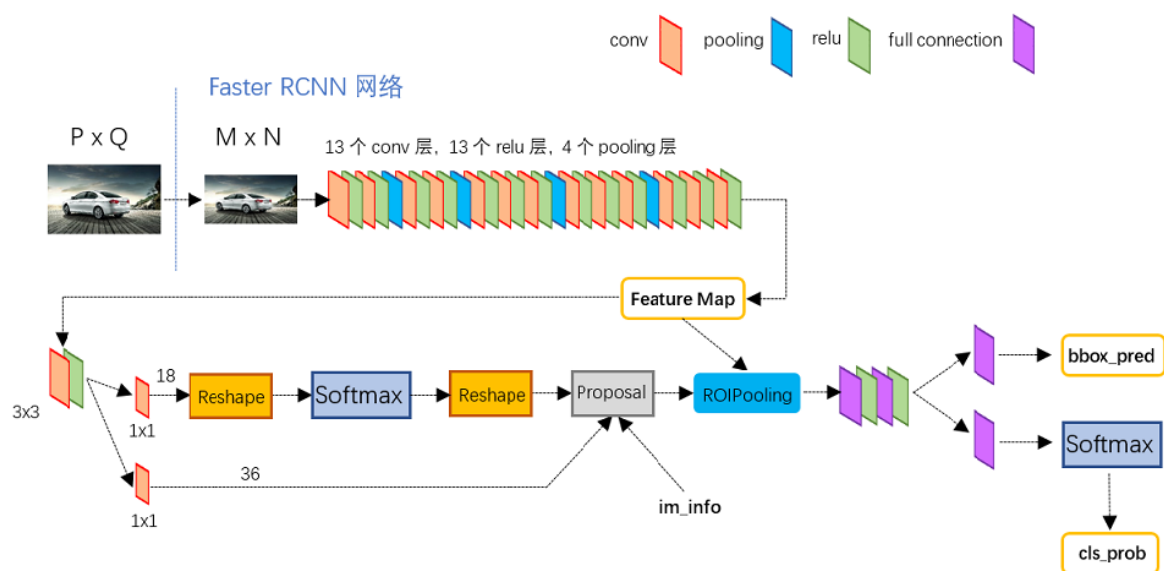 conv
pooling
relu
full connection
Faster RCNN 网络
P x Q
M x N
13 个 conv 层, 13 个 relu 层, 4 个 pooling 层
Feature Map
3x3
18
1x1
Reshape
Softmax
Reshape
Proposal
ROIPooling
bbox_pred
Softmax
36
1x1
im_info
cls_prob